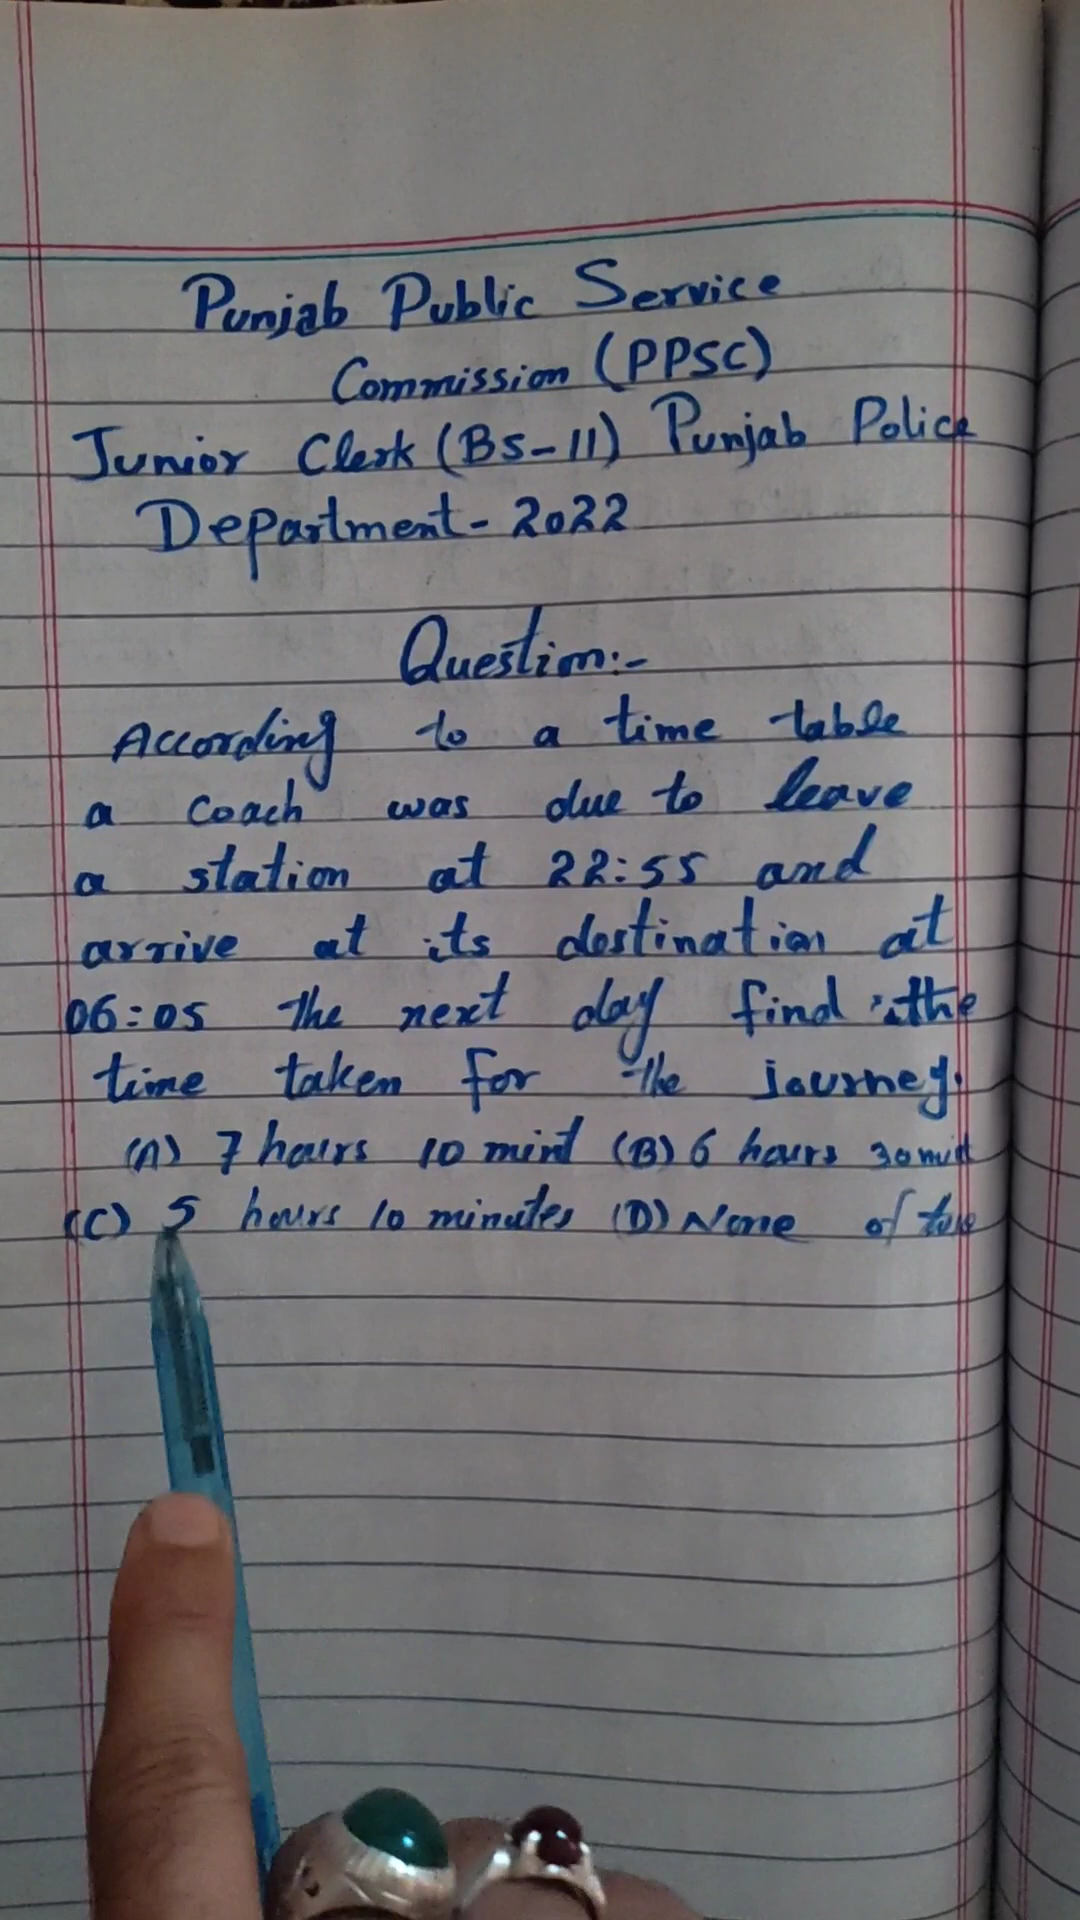 Punjab Public Service
Commission (PPSC)
Junior Clerk (BS-11) Punjab Police
Department - 2022
Question:-
According to a time table
a coach was due to leave
a station at 22:55 and
arrive at its destination at
06:05 the next day find the
time taken for the journey.
(A) 7 hours 10 mint (B) 6 hours 30 mint
(C) 5 hours 10 minutes (D) None of